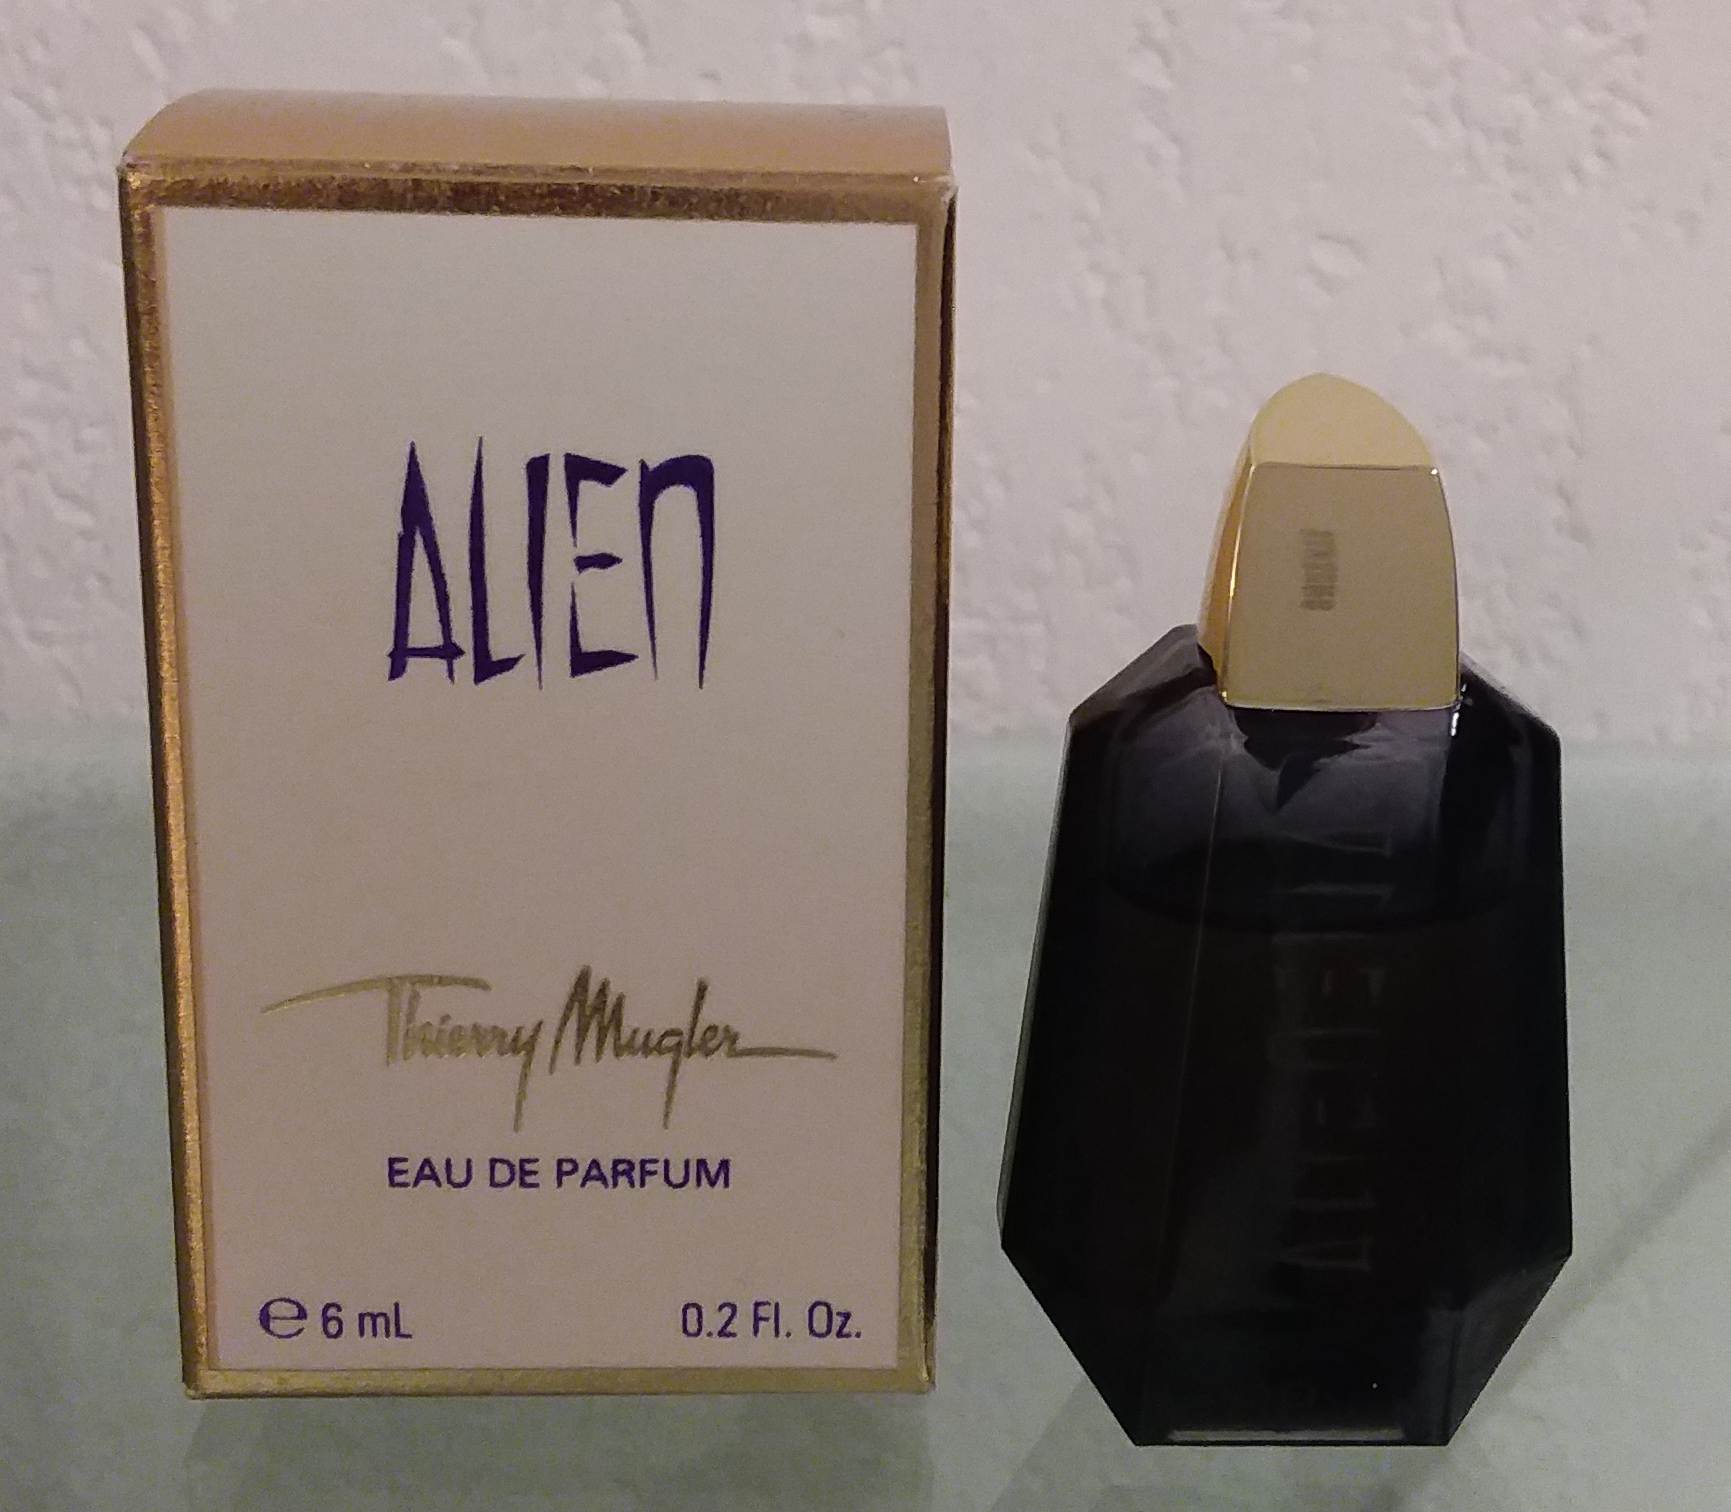 ALIEN
Thierry Mugler
EAU DE PARFUM
℮ 6 mL 0.2 Fl. Oz.